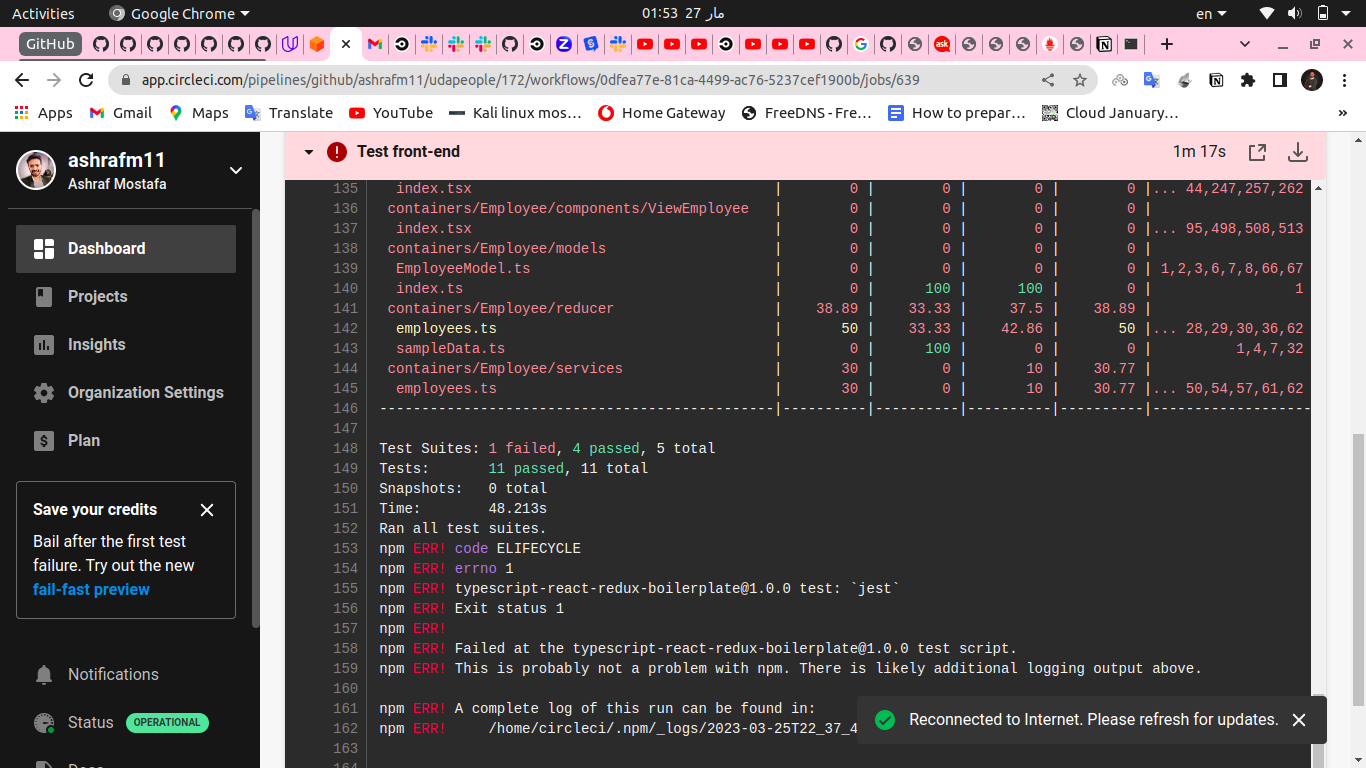 Activities Google Chrome 01:53 27 مار en
GitHub
app.circleci.com/pipelines/github/ashrafm11/udapeople/172/workflows/0dfea77e-81ca-4499-ac76-5237cef1900b/jobs/639
Apps Gmail Maps Translate YouTube Kali linux mos… Home Gateway FreeDNS - Fre… How to prepar… Cloud January… »
ashrafm11
Ashraf Mostafa
Dashboard
Projects
Insights
Organization Settings
Plan
Save your credits
Bail after the first test
failure. Try out the new
fail-fast preview
Notifications
Status OPERATIONAL
Test front-end 1m 17s
135 index.tsx | 0 | 0 | 0 | 0 |... 44,247,257,262
136 containers/Employee/components/ViewEmployee | 0 | 0 | 0 | 0 |
137 index.tsx | 0 | 0 | 0 | 0 |... 95,498,508,513
138 containers/Employee/models | 0 | 0 | 0 | 0 |
139 EmployeeModel.ts | 0 | 0 | 0 | 0 | 1,2,3,6,7,8,66,67
140 index.ts | 0 | 100 | 100 | 0 | 1
141 containers/Employee/reducer | 38.89 | 33.33 | 37.5 | 38.89 |
142 employees.ts | 50 | 33.33 | 42.86 | 50 |... 28,29,30,36,62
143 sampleData.ts | 0 | 100 | 0 | 0 | 1,4,7,32
144 containers/Employee/services | 30 | 0 | 10 | 30.77 |
145 employees.ts | 30 | 0 | 10 | 30.77 |... 50,54,57,61,62
146 -----------------------------------------------|----------|----------|----------|----------|-------------------
147
148 Test Suites: 1 failed, 4 passed, 5 total
149 Tests: 11 passed, 11 total
150 Snapshots: 0 total
151 Time: 48.213s
152 Ran all test suites.
153 npm ERR! code ELIFECYCLE
154 npm ERR! errno 1
155 npm ERR! typescript-react-redux-boilerplate@1.0.0 test: `jest`
156 npm ERR! Exit status 1
157 npm ERR!
158 npm ERR! Failed at the typescript-react-redux-boilerplate@1.0.0 test script.
159 npm ERR! This is probably not a problem with npm. There is likely additional logging output above.
160
161 npm ERR! A complete log of this run can be found in:
162 npm ERR! /home/circleci/.npm/_logs/2023-03-25T22_37_4
163
Reconnected to Internet. Please refresh for updates.